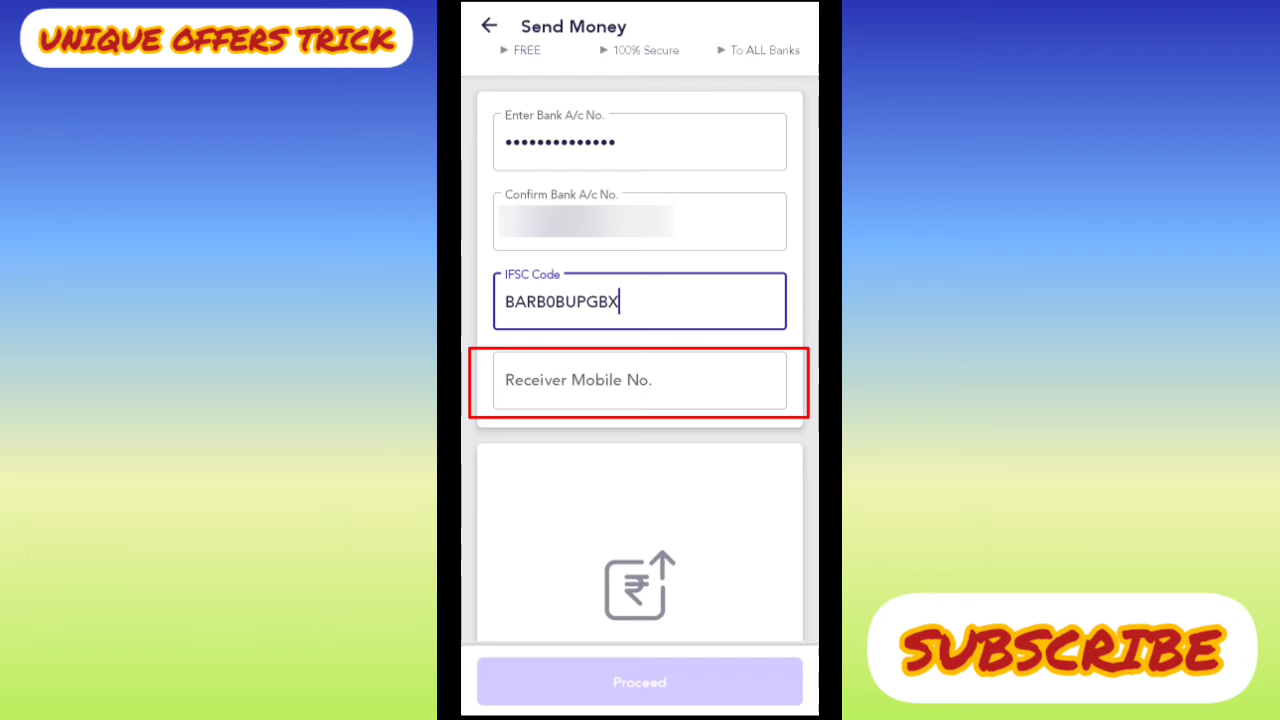 UNIQUE OFFERS TRICK
Send Money
FREE 100% Secure To ALL Banks
Enter Bank A/c No.
••••••••••••••
Confirm Bank A/c No.
IFSC Code
BARB0BUPGBX
Receiver Mobile No.
₹
Proceed
SUBSCRIBE